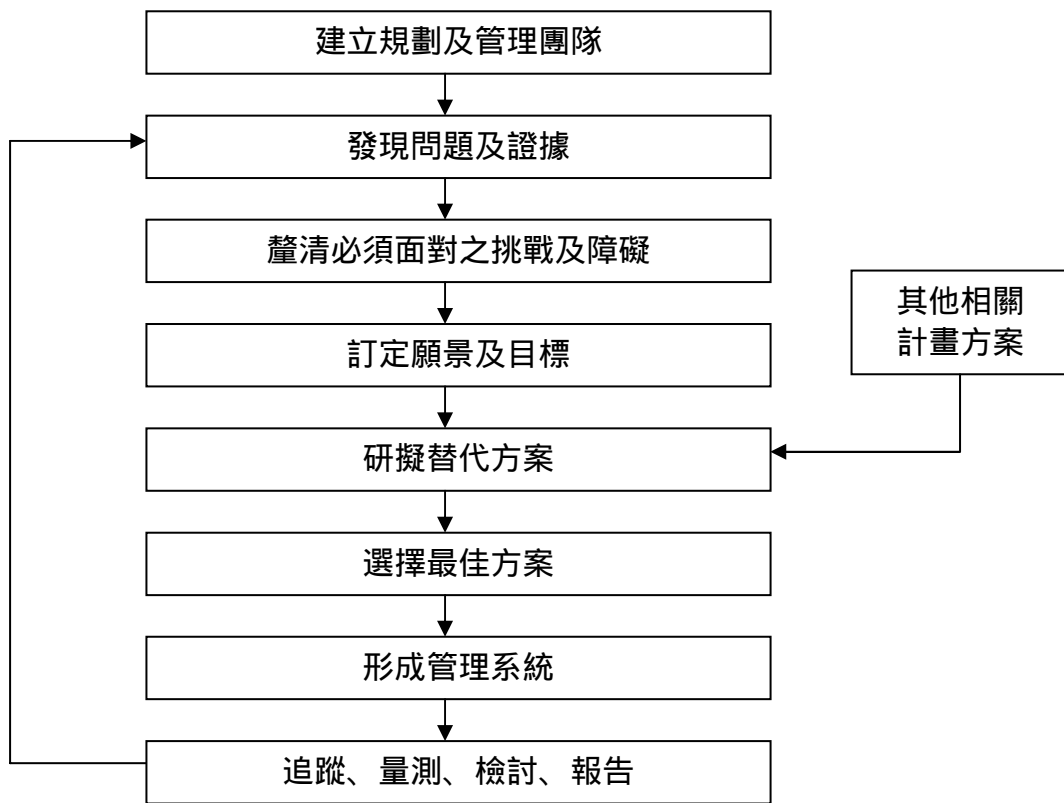 建立規劃及管理團隊
發現問題及證據
釐清必須面對之挑戰及障礙
其他相關
計畫方案
訂定願景及目標
研擬替代方案
選擇最佳方案
形成管理系統
追蹤、量測、檢討、報告